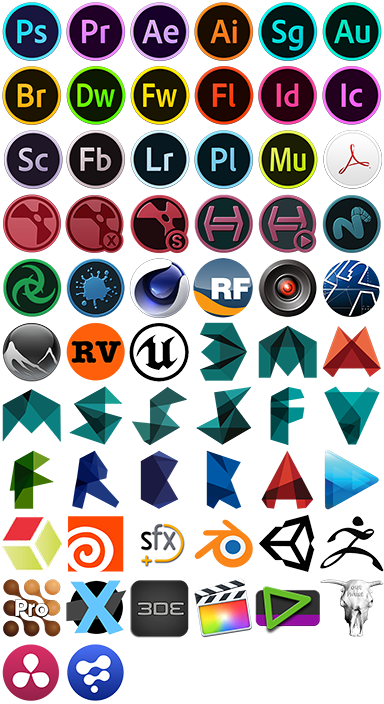 Ps Pr Ae Ai Sg Au
Br Dw Fw Fl Id Ic
Sc Fb Lr Pl Mu
X S
RF
RV
sfx
+
Pro X 3DE